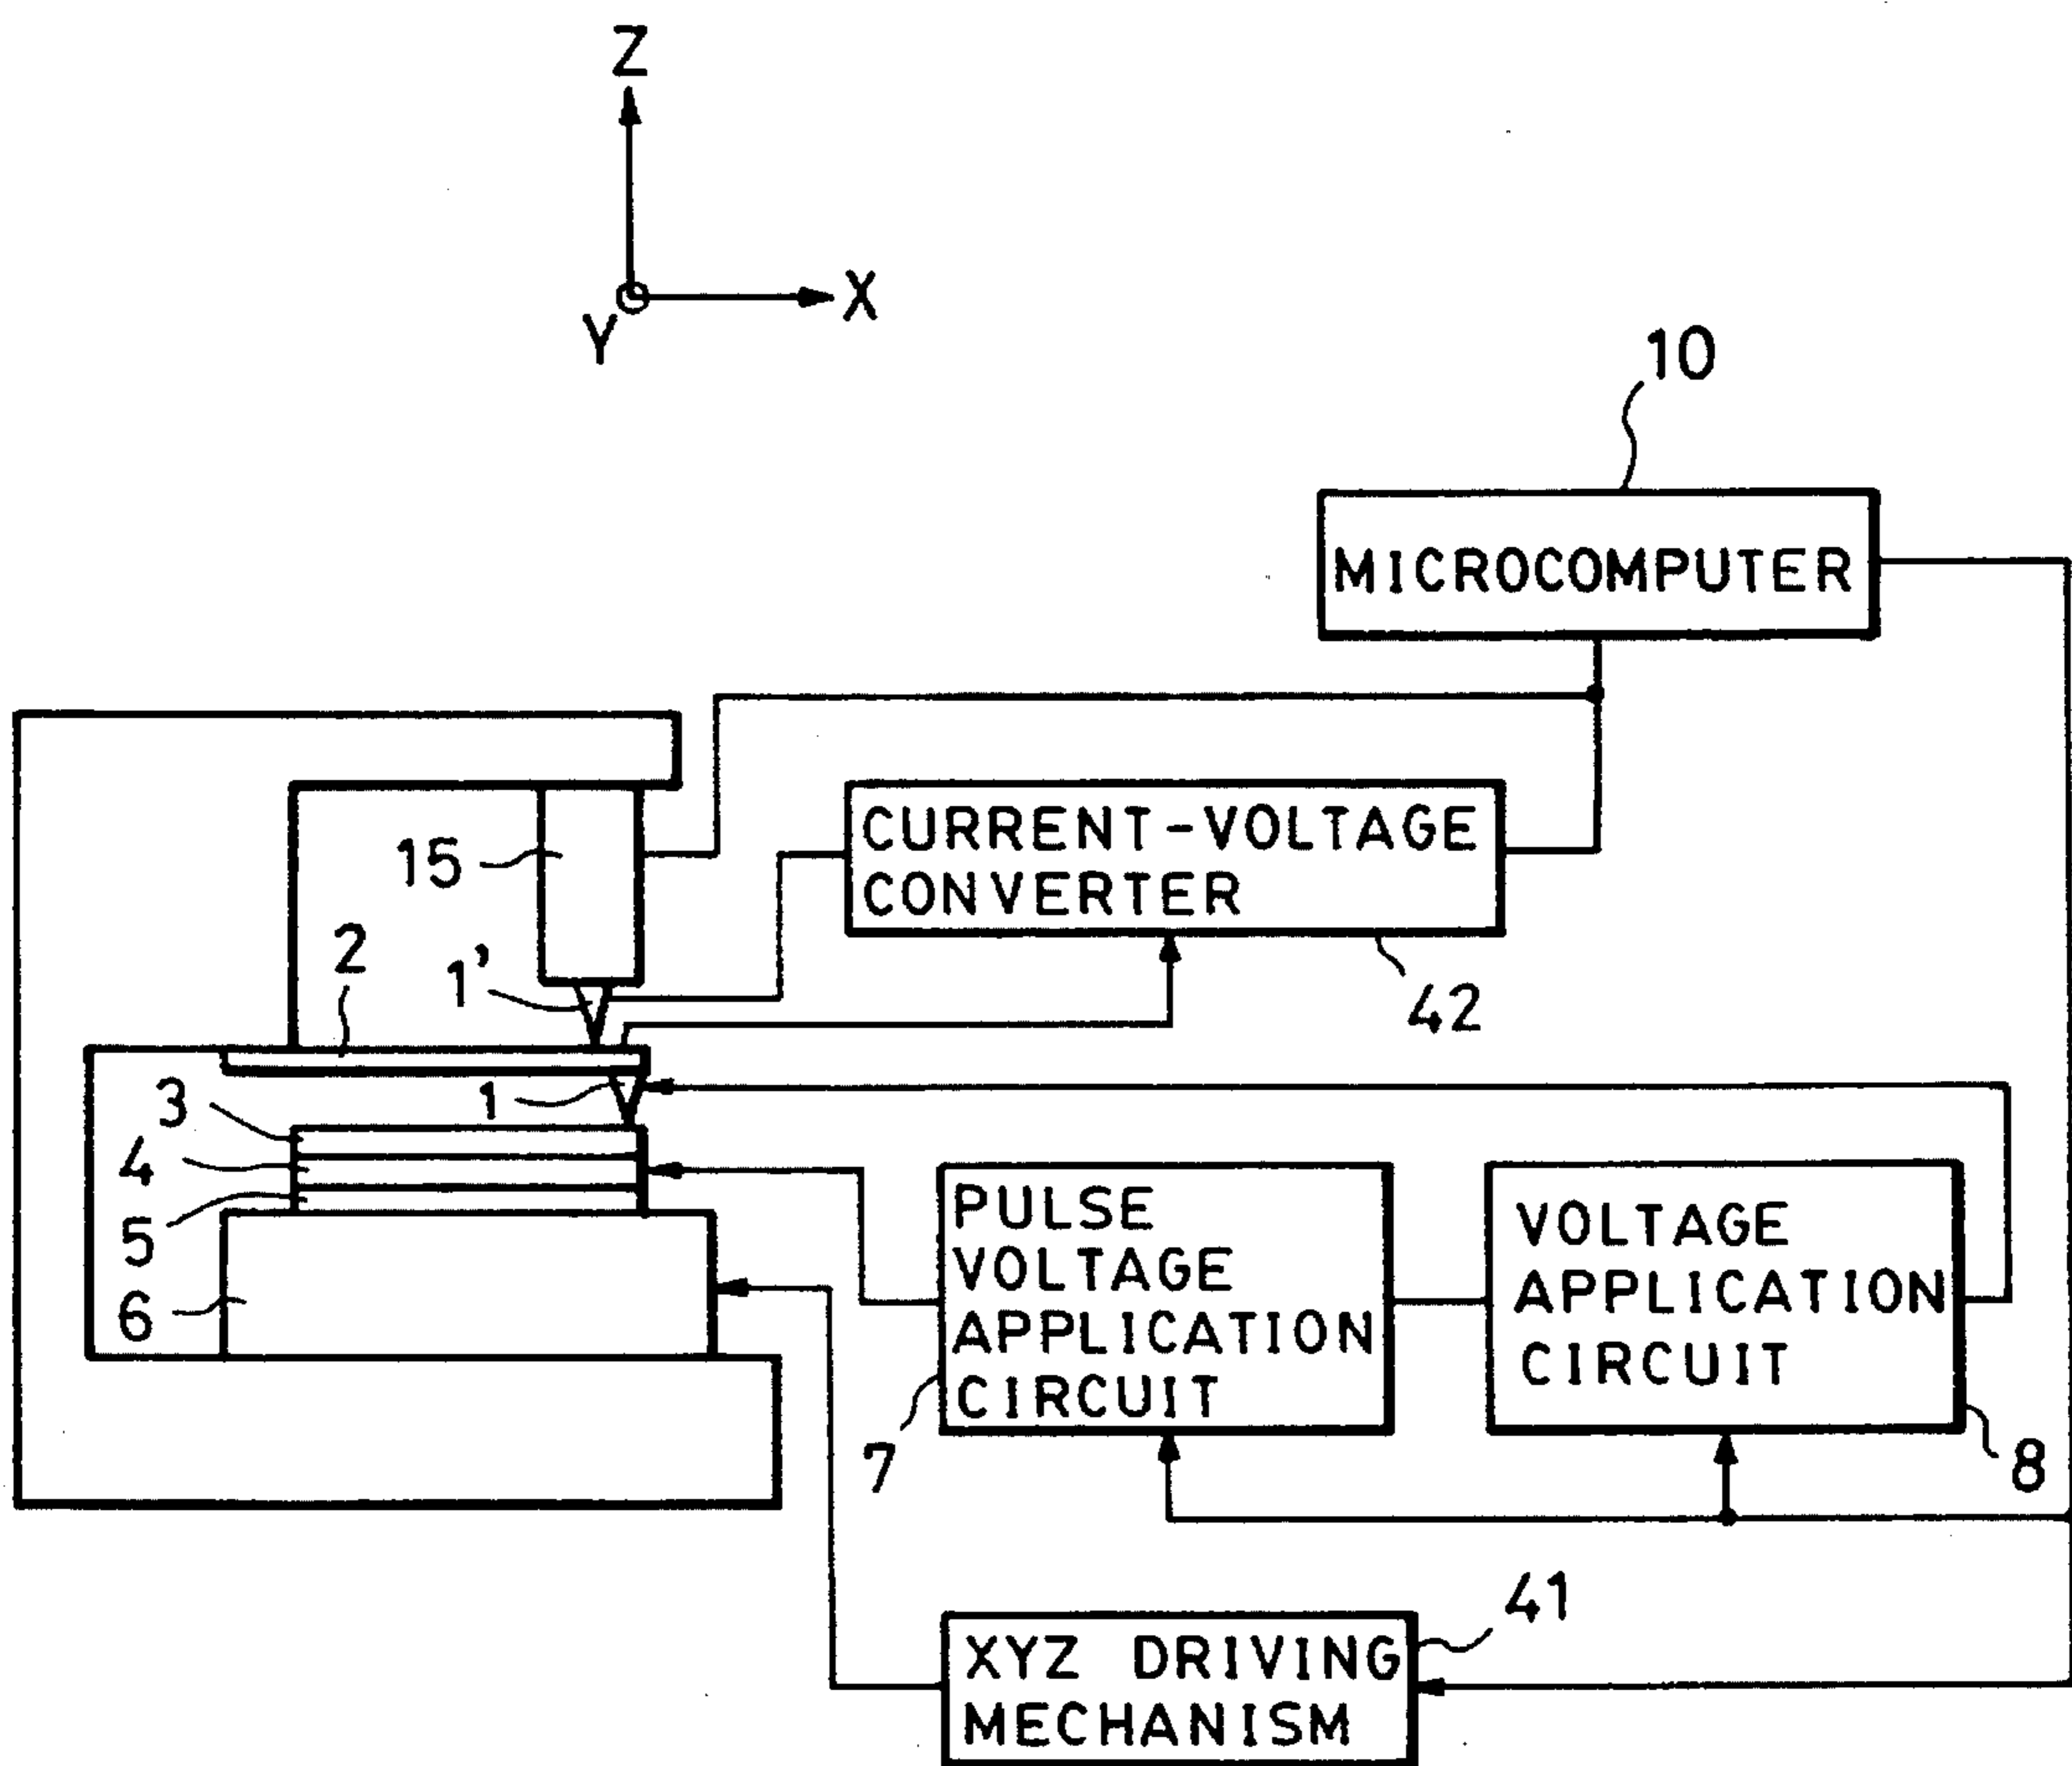 Z
X
Y
10
MICROCOMPUTER
15
CURRENT-VOLTAGE
CONVERTER
2
1'
42
3
1
4
5
6
PULSE
VOLTAGE
APPLICATION
CIRCUIT
7
VOLTAGE
APPLICATION
CIRCUIT
8
41
XYZ DRIVING
MECHANISM